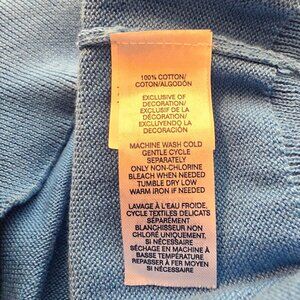 100% COTTON/
COTON/ALGODÓN
EXCLUSIVE OF
DECORATION/
EXCLUSIF DE LA
DÉCORATION/
EXCLUYENDO LA
DECORACIÓN
MACHINE WASH COLD
GENTLE CYCLE
SEPARATELY
ONLY NON-CHLORINE
BLEACH WHEN NEEDED
TUMBLE DRY LOW
WARM IRON IF NEEDED
LAVAGE À L'EAU FROIDE,
CYCLE TEXTILES DÉLICATS
SÉPARÉMENT
BLANCHISSEUR NON
CHLORÉ UNIQUEMENT,
SI NÉCESSAIRE
SÉCHAGE EN MACHINE À
BASSE TEMPÉRATURE
REPASSER À FER MOYEN
SI NÉCESSAIRE